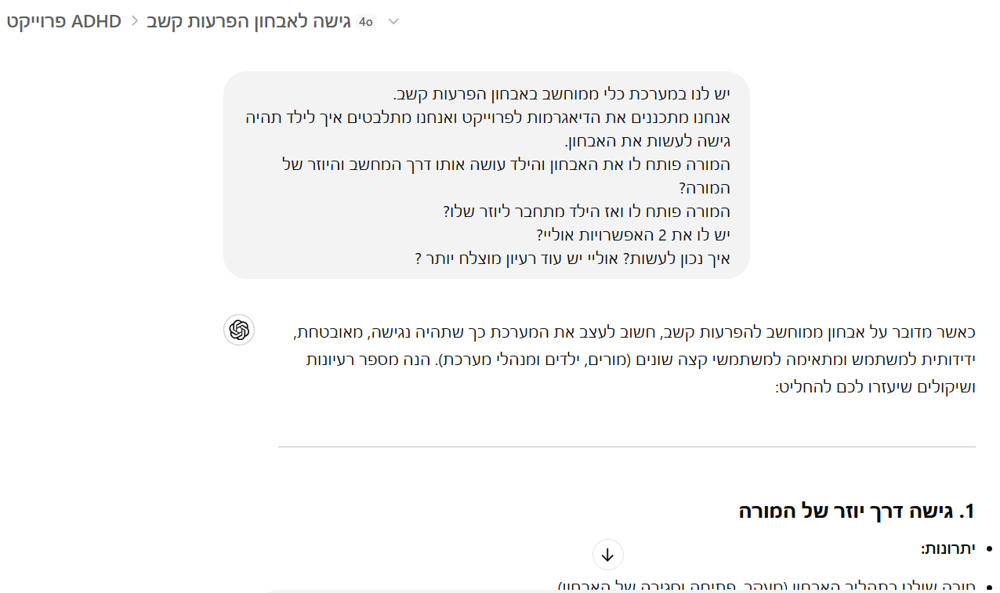 פרוייקט ADHD > גישה לאבחון הפרעות קשב 4o
יש לנו במערכת כלי ממוחשב באבחון הפרעות קשב.
אנחנו מתכננים את הדיאגרמות לפרוייקט ואנחנו מתלבטים איך לילד תהיה
גישה לעשות את האבחון.
המורה פותח לו את האבחון והילד עושה אותו דרך המחשב והיוזר של
המורה?
המורה פותח לו ואז הילד מתחבר ליוזר שלו?
יש לו את 2 האפשרויות אוליי?
איך נכון לעשות? אוליי יש עוד רעיון מוצלח יותר ?
כאשר מדובר על אבחון ממוחשב להפרעות קשב, חשוב לעצב את המערכת כך שתהיה נגישה, מאובטחת,
ידידותית למשתמש ומתאימה למשתמשי קצה שונים (מורים, ילדים ומנהלי מערכת). הנה מספר רעיונות
ושיקולים שיעזרו לכם להחליט:
1. גישה דרך יוזר של המורה
• יתרונות:
• מורה שולט בתהליך האבחון (מעקב, פתיחה וסגירה של האבחון)